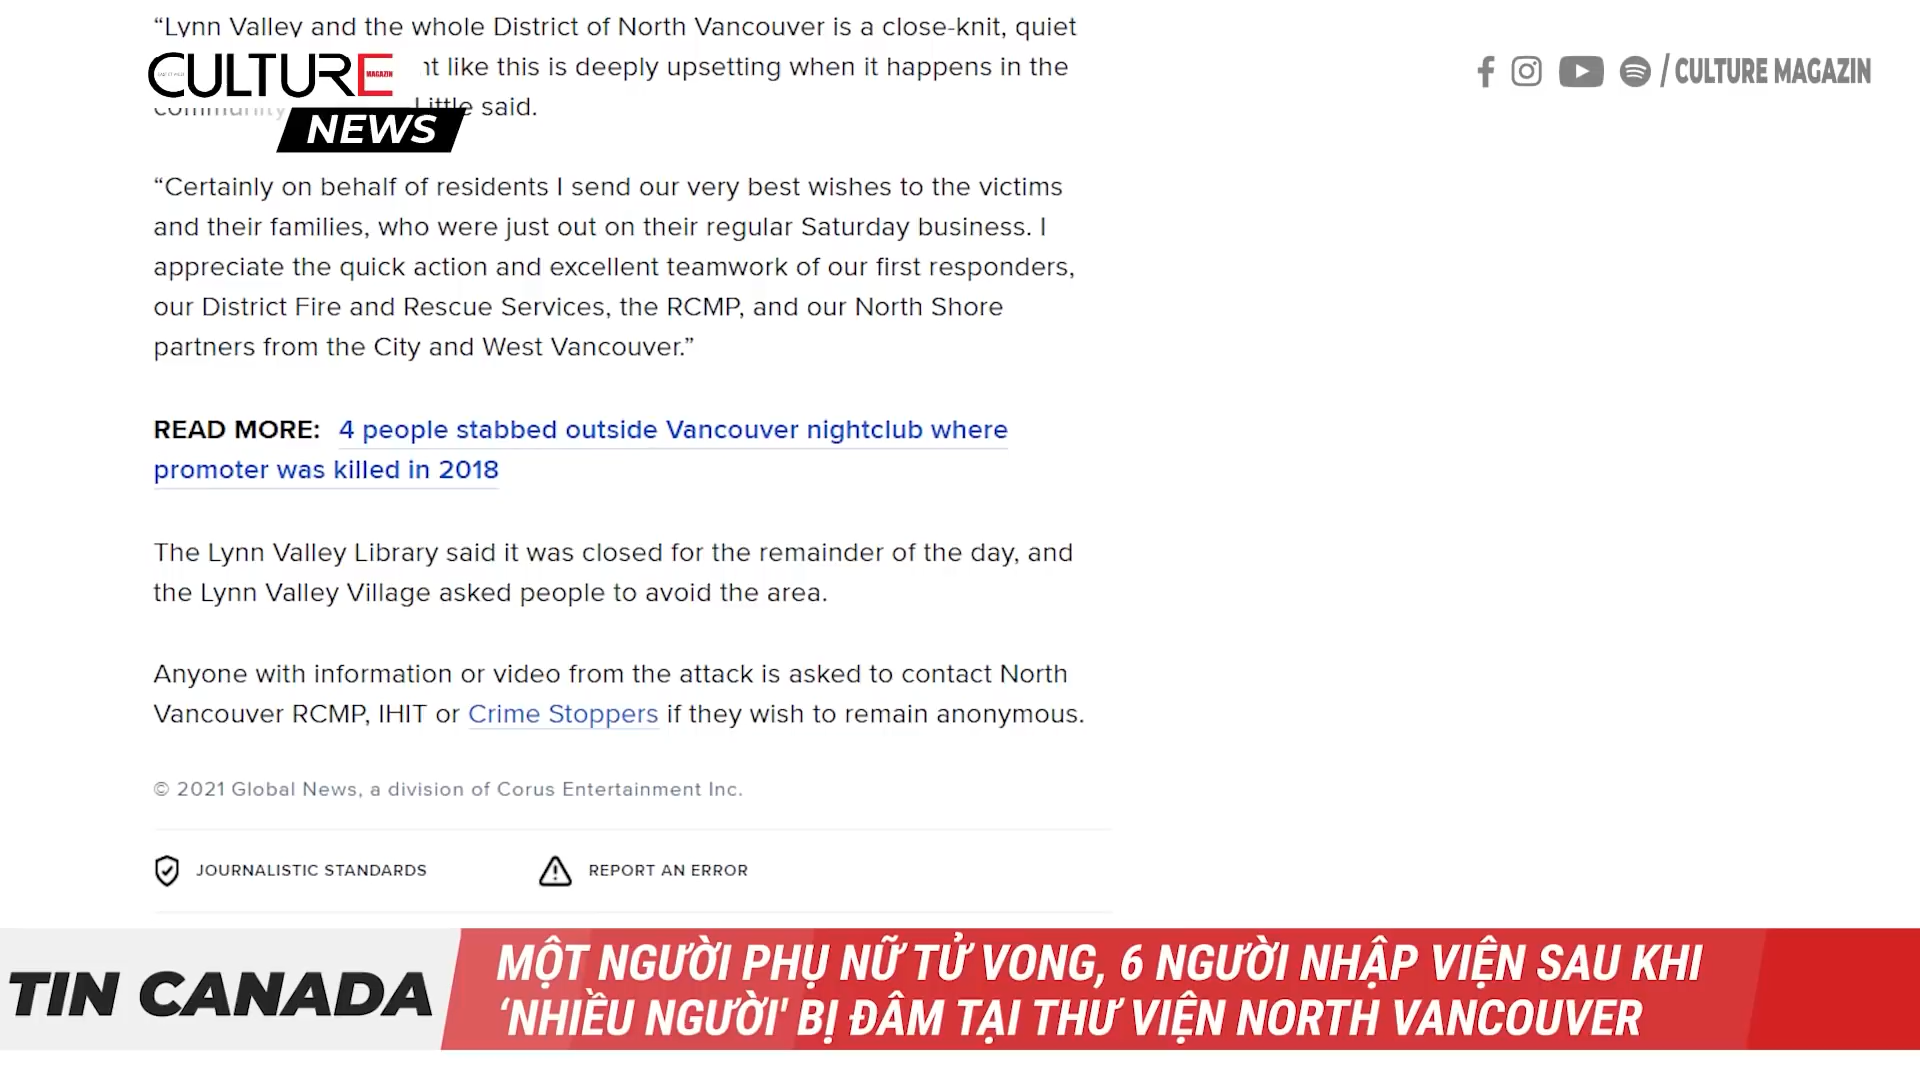 “Lynn Valley and the whole District of North Vancouver is a close-knit, quiet
like this is deeply upsetting when it happens in the
community Little said.
CULTURE
MAGAZIN
NEWS
/ CULTURE MAGAZIN
“Certainly on behalf of residents I send our very best wishes to the victims
and their families, who were just out on their regular Saturday business. I
appreciate the quick action and excellent teamwork of our first responders,
our District Fire and Rescue Services, the RCMP, and our North Shore
partners from the City and West Vancouver.”
READ MORE: 4 people stabbed outside Vancouver nightclub where
promoter was killed in 2018
The Lynn Valley Library said it was closed for the remainder of the day, and
the Lynn Valley Village asked people to avoid the area.
Anyone with information or video from the attack is asked to contact North
Vancouver RCMP, IHIT or Crime Stoppers if they wish to remain anonymous.
© 2021 Global News, a division of Corus Entertainment Inc.
JOURNALISTIC STANDARDS
REPORT AN ERROR
TIN CANADA
MỘT NGƯỜI PHỤ NỮ TỬ VONG, 6 NGƯỜI NHẬP VIỆN SAU KHI
‘NHIỀU NGƯỜI' BỊ ĐÂM TẠI THƯ VIỆN NORTH VANCOUVER